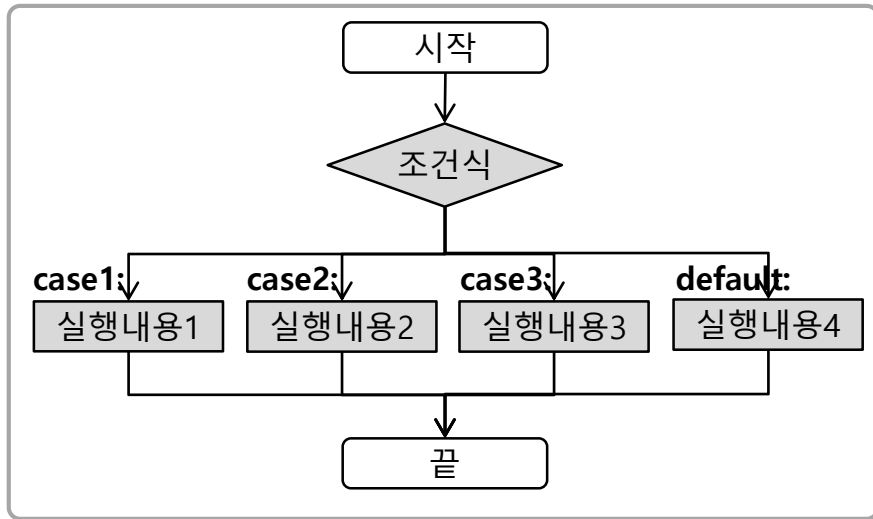 시작
조건식
case1: case2: case3: default:
실행내용1 실행내용2 실행내용3 실행내용4
끝